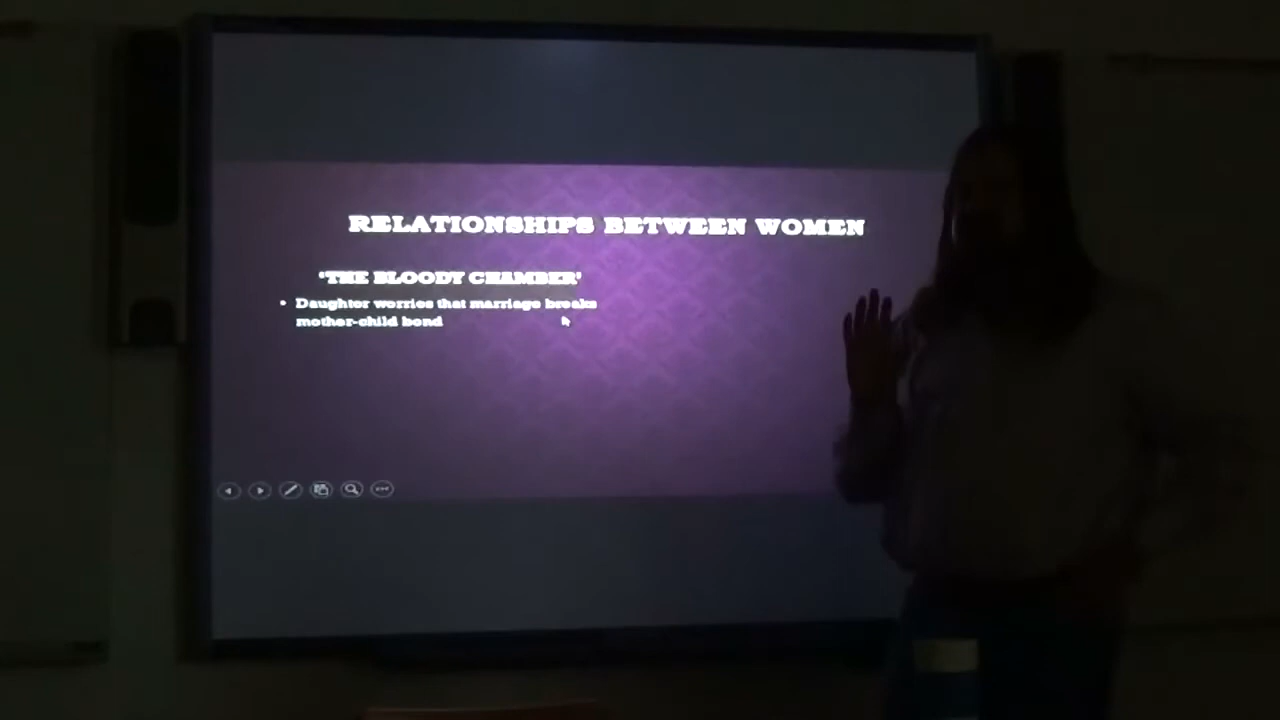 RELATIONSHIPS BETWEEN WOMEN
'THE BLOODY CHAMBER'
• Daughter worries that marriage breaks
mother-child bond